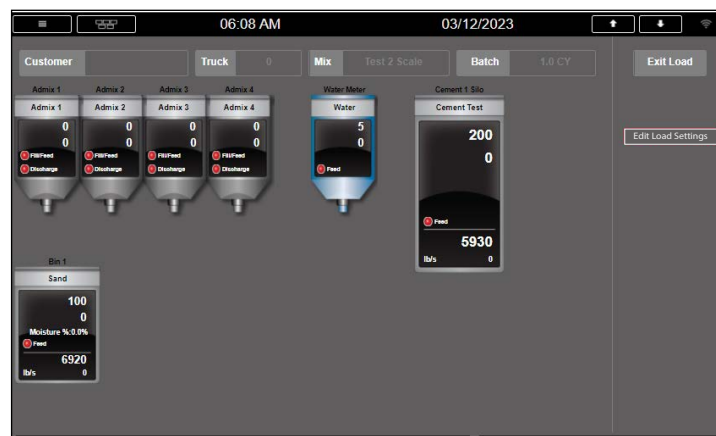 06:08 AM 03/12/2023
Customer Truck 0 Mix Test 2 Scale Batch 1.0 CY Exit Load
Admix 1 Admix 2 Admix 3 Admix 4 Water Meter Cement 1 Silo
Admix 1 Admix 2 Admix 3 Admix 4 Water Cement Test
0 0 0 0 5 200
0 0 0 0 0 0
Fill/Feed Fill/Feed Fill/Feed Fill/Feed Feed
Discharge Discharge Discharge Discharge
Edit Load Settings
Feed
5930
lb/s 0
Bin 1
Sand
100
0
Moisture %:0.0%
Feed
6920
lb/s 0